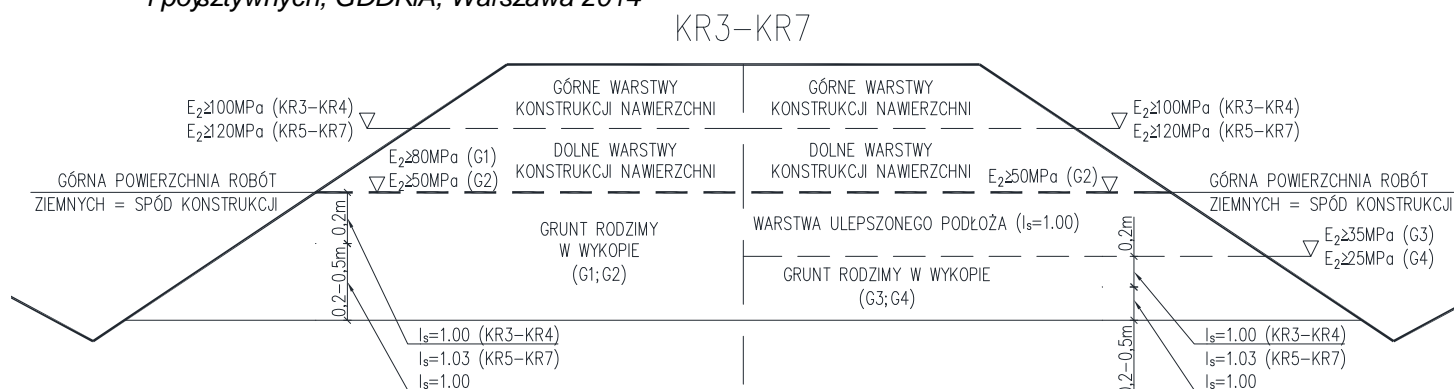 i półsztywnych, GDDKiA, Warszawa 2014
KR3-KR7
GÓRNE WARSTWY
KONSTRUKCJI NAWIERZCHNI
GÓRNE WARSTWY
KONSTRUKCJI NAWIERZCHNI
E₂≥100MPa (KR3-KR4)
E₂≥120MPa (KR5-KR7)
E₂≥100MPa (KR3-KR4)
E₂≥120MPa (KR5-KR7)
DOLNE WARSTWY
KONSTRUKCJI NAWIERZCHNI
DOLNE WARSTWY
KONSTRUKCJI NAWIERZCHNI
E₂≥80MPa (G1)
E₂≥50MPa (G2)
E₂≥50MPa (G2)
GÓRNA POWIERZCHNIA ROBÓT
ZIEMNYCH = SPÓD KONSTRUKCJI
GÓRNA POWIERZCHNIA ROBÓT
ZIEMNYCH = SPÓD KONSTRUKCJI
0,2m
0,2-0,5m
GRUNT RODZIMY
W WYKOPIE
(G1;G2)
WARSTWA ULEPSZONEGO PODŁOŻA (Iₛ=1.00)
0,2m
E₂≥35MPa (G3)
E₂≥25MPa (G4)
GRUNT RODZIMY W WYKOPIE
(G3;G4)
Iₛ=1.00 (KR3-KR4)
Iₛ=1.03 (KR5-KR7)
Iₛ=1.00
0,2-0,5m
Iₛ=1.00 (KR3-KR4)
Iₛ=1.03 (KR5-KR7)
Iₛ=1.00